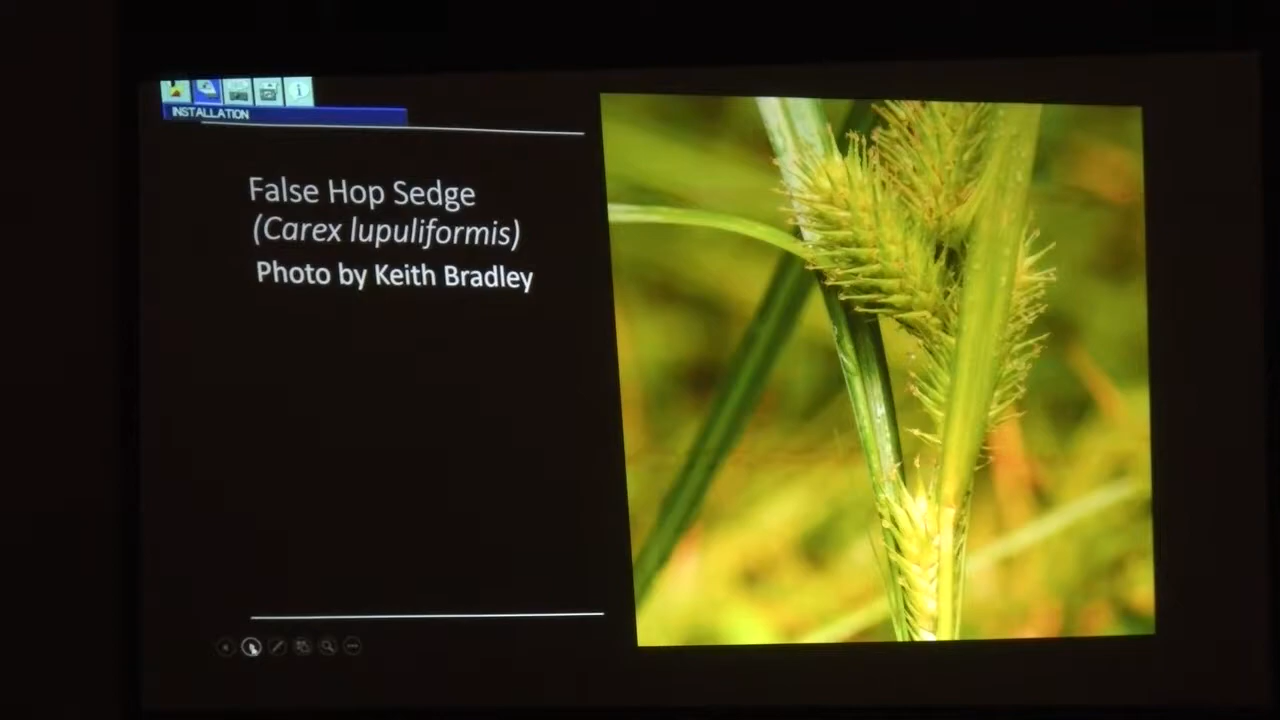 INSTALLATION
False Hop Sedge
(Carex lupuliformis)
Photo by Keith Bradley